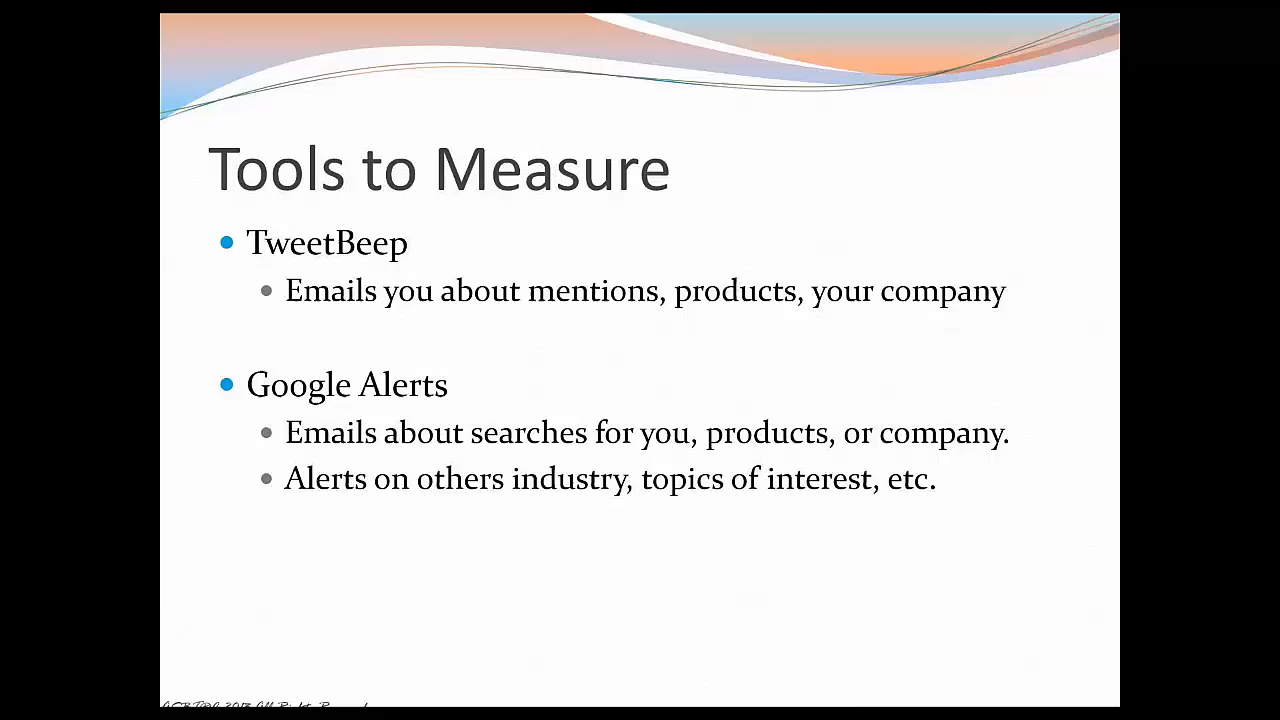 Tools to Measure
TweetBeep
Emails you about mentions, products, your company
Google Alerts
Emails about searches for you, products, or company.
Alerts on others industry, topics of interest, etc.